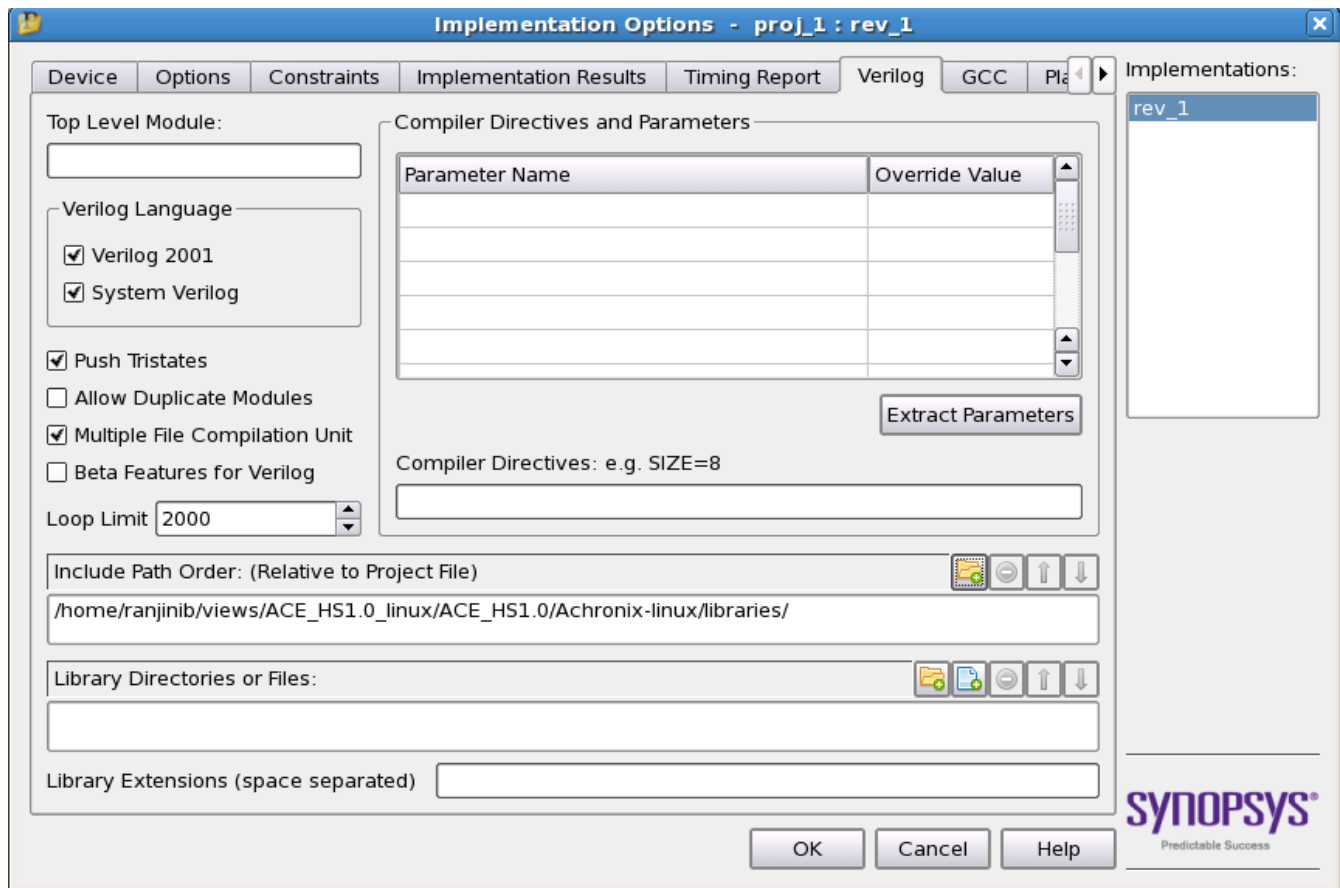 Implementation Options - proj_1 : rev_1
Device
Options
Constraints
Implementation Results
Timing Report
Verilog
GCC
Pla
Implementations:
rev_1
Top Level Module:
Verilog Language
Verilog 2001
System Verilog
Push Tristates
Allow Duplicate Modules
Multiple File Compilation Unit
Beta Features for Verilog
Loop Limit 2000
Compiler Directives and Parameters
Parameter Name Override Value
Extract Parameters
Compiler Directives: e.g. SIZE=8
Include Path Order: (Relative to Project File)
/home/ranjinib/views/ACE_HS1.0_linux/ACE_HS1.0/Achronix-linux/libraries/
Library Directories or Files:
Library Extensions (space separated)
SYNOPSYS®
Predictable Success
OK
Cancel
Help